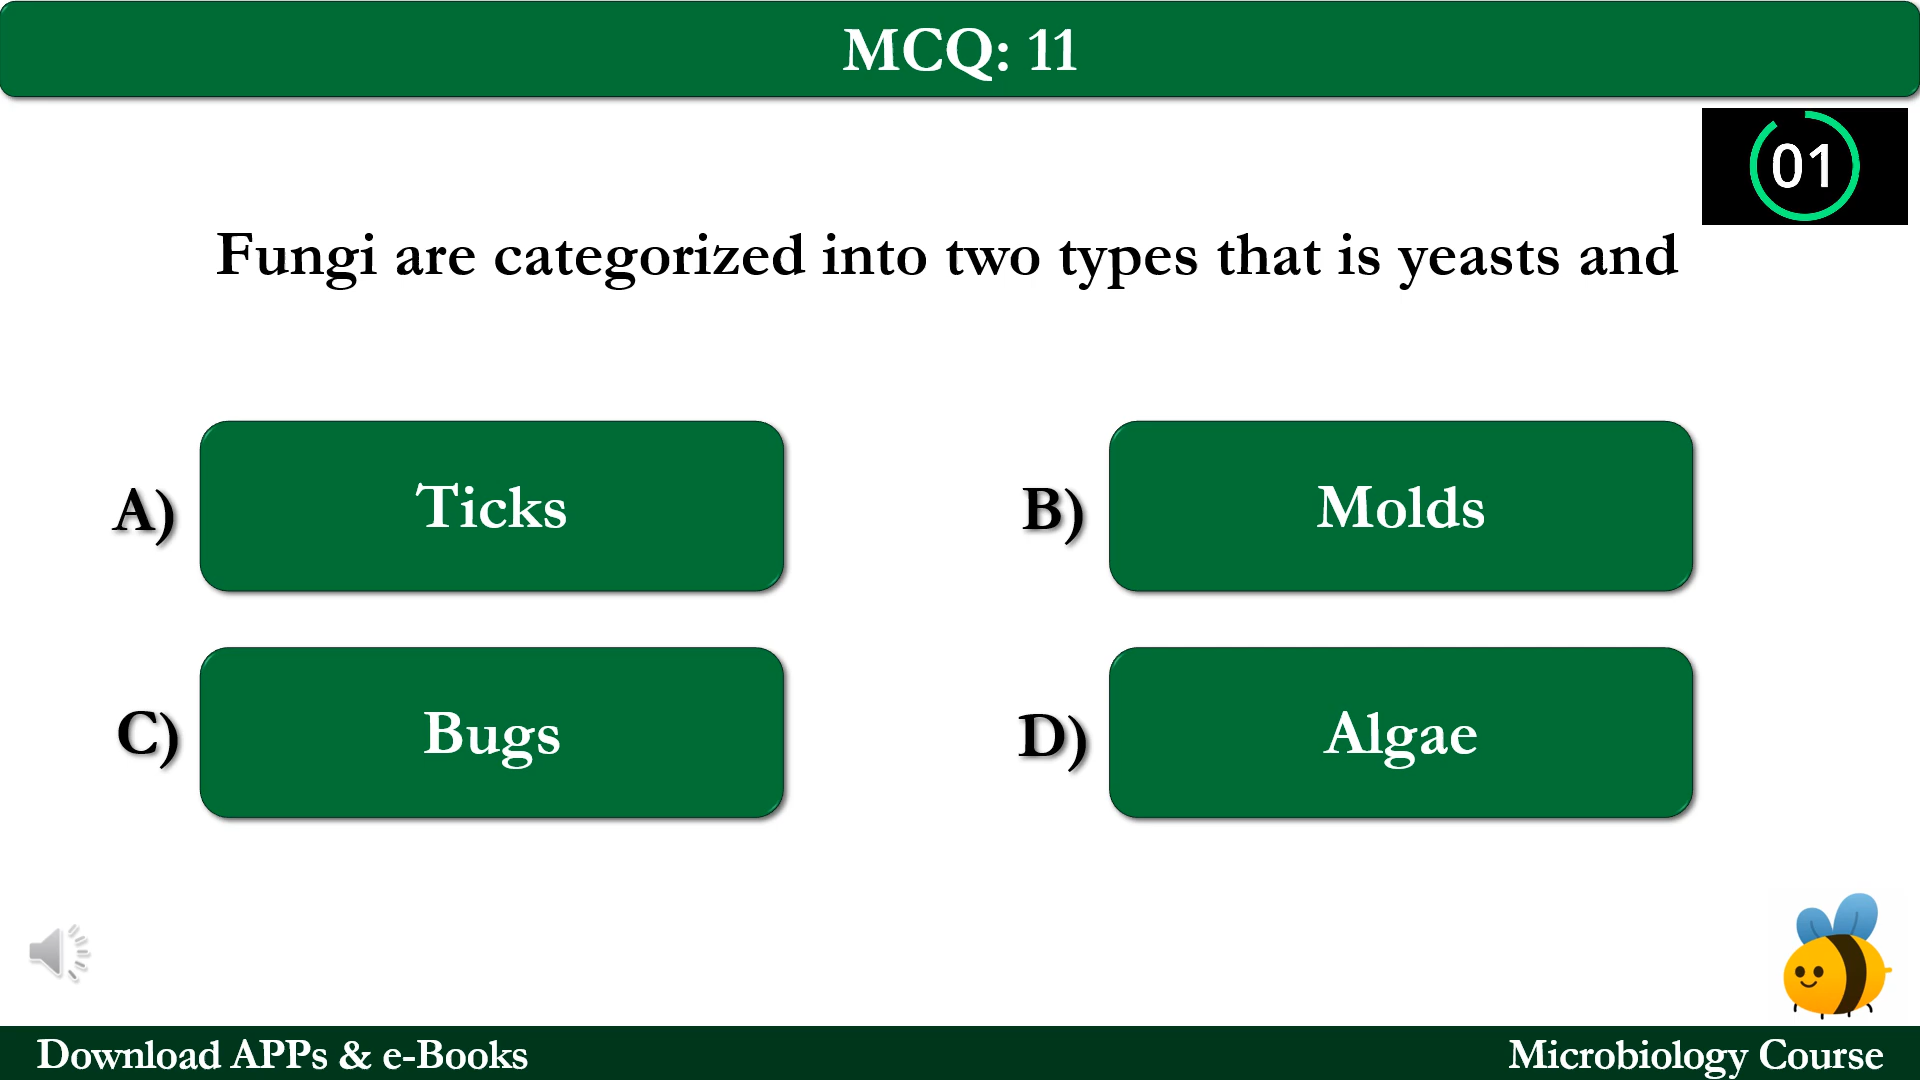 MCQ: 11
01
Fungi are categorized into two types that is yeasts and
A) Ticks
B) Molds
C) Bugs
D) Algae
Download APPs & e-Books
Microbiology Course